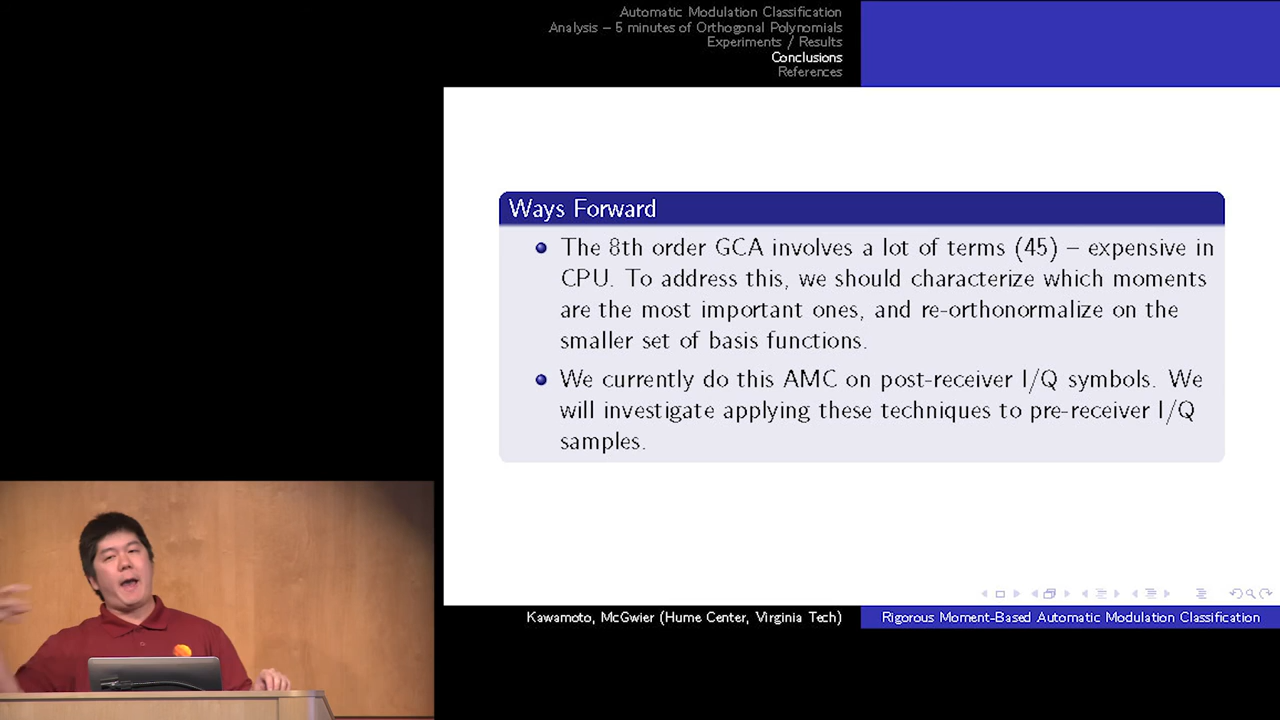 Automatic Modulation Classification
Analysis – 5 minutes of Orthogonal Polynomials
Experiments / Results
Conclusions
References
Ways Forward
The 8th order GCA involves a lot of terms (45) – expensive in
CPU. To address this, we should characterize which moments
are the most important ones, and re-orthonormalize on the
smaller set of basis functions.
We currently do this AMC on post-receiver I/Q symbols. We
will investigate applying these techniques to pre-receiver I/Q
samples.
Kawamoto, McGwier (Hume Center, Virginia Tech)
Rigorous Moment-Based Automatic Modulation Classification